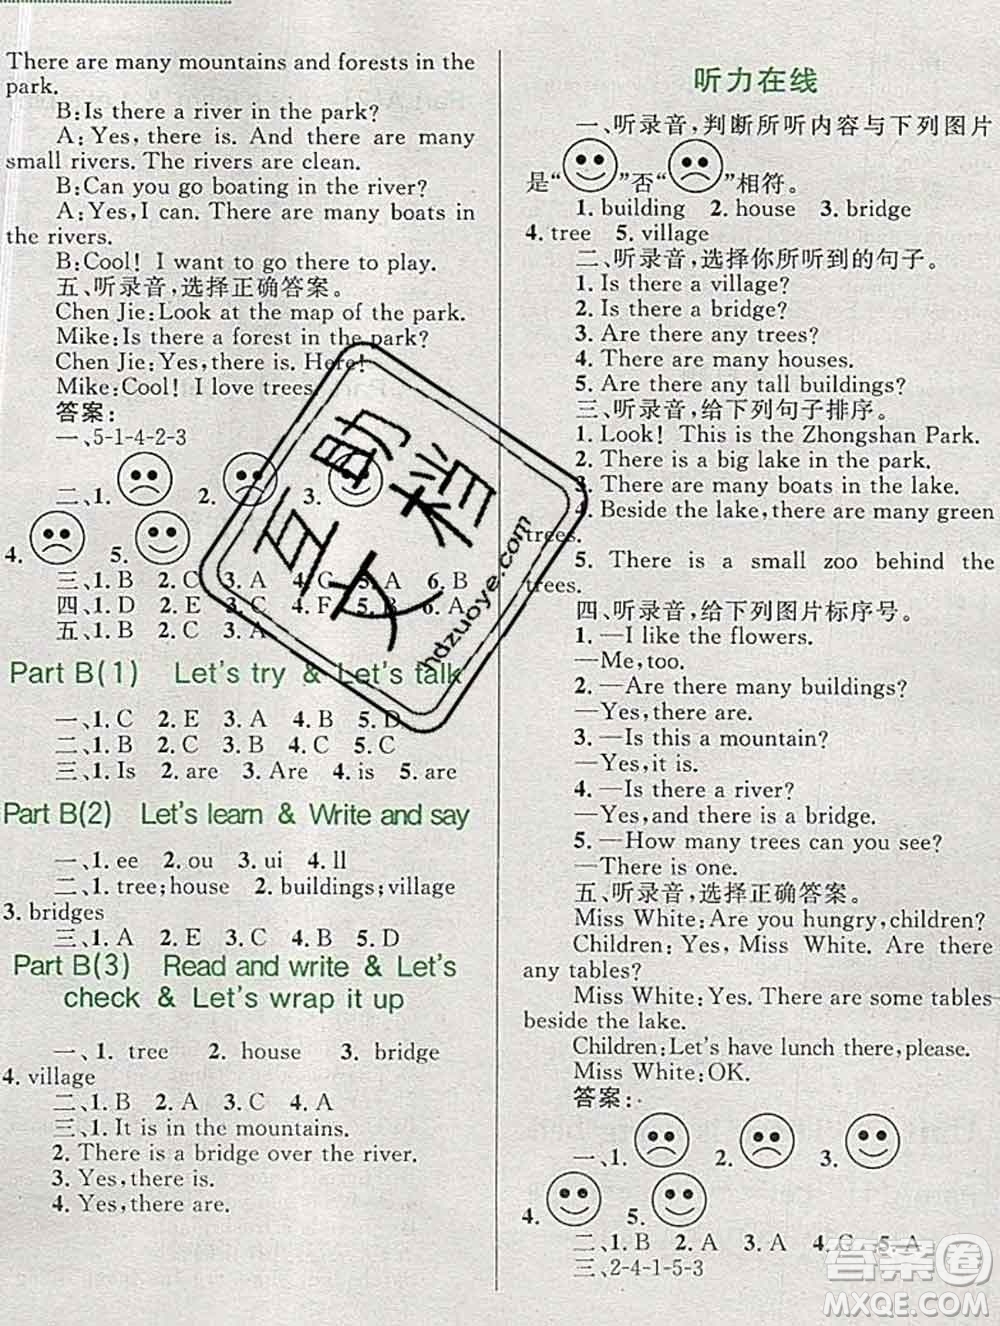 There are many mountains and forests in the
park.
B:Is there a river in the park?
A:Yes,there is. And there are many
small rivers. The rivers are clean.
B:Can you go boating in the river?
A:Yes,I can. There are many boats in
the rivers.
B:Cool! I want to go there to play.
五、听录音,选择正确答案。
Chen Jie:Look at the map of the park.
Mike:Is there a forest in the park?
Chen Jie:Yes,there is. Here!
Mike:Cool! I love trees.
答案:
一、5-1-4-2-3
二、1. 2. 3.
4. 5.
三、1. B 2. C 3. A 4. C 5. A 6. B
四、1. D 2. E 3. C 4. F 5. B 6. A
五、1. B 2. C 3. A
Part B(1) Let's try & Let's talk
一、1. C 2. E 3. A 4. B 5. D
二、1. B 2. C 3. A 4. B 5. C
三、1. Is 2. are 3. Are 4. is 5. are
Part B(2) Let's learn & Write and say
一、1. ee 2. ou 3. ui 4. ll
二、1. tree;house 2. buildings;village
3. bridges
三、1. A 2. E 3. C 4. B 5. D
Part B(3) Read and write & Let's
check & Let's wrap it up
一、1. tree 2. house 3. bridge
4. village
二、1. B 2. A 3. C 4. A
三、1. It is in the mountains.
2. There is a bridge over the river.
3. Yes,there is.
4. Yes,there are.
听力在线
一、听录音,判断所听内容与下列图片
是“ ”否“ ”相符。
1. building 2. house 3. bridge
4. tree 5. village
二、听录音,选择你所听到的句子。
1. Is there a village?
2. Is there a bridge?
3. Are there any trees?
4. There are many houses.
5. Are there any tall buildings?
三、听录音,给下列句子排序。
1. Look! This is the Zhongshan Park.
2. There is a big lake in the park.
3. There are many boats in the lake.
4. Beside the lake,there are many green
trees.
5. There is a small zoo behind the
trees.
四、听录音,给下列图片标序号。
1. —I like the flowers.
—Me,too.
2. —Are there many buildings?
—Yes,there are.
3. —Is this a mountain?
—Yes,it is.
4. —Is there a river?
—Yes,and there is a bridge.
5. —How many trees can you see?
—There is one.
五、听录音,选择正确答案。
Miss White:Are you hungry,children?
Children: Yes, Miss White. Are there
any tables?
Miss White:Yes. There are some tables
beside the lake.
Children:Let's have lunch there,please.
Miss White:OK.
答案:
一、1. 2. 3.
4. 5.
二、1. B 2. A 3. A 4. C 5. A
三、2-4-1-5-3
互助文档
hdzuoye.com
答案圈
MXQE.COM